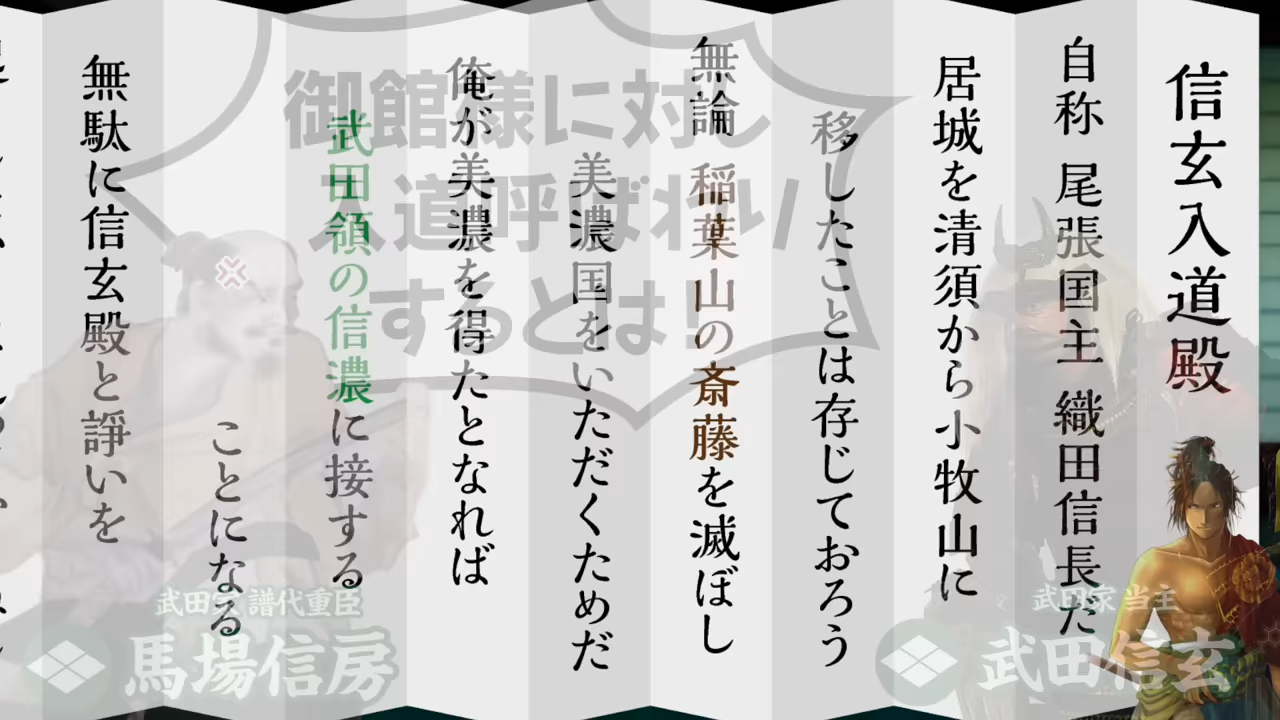 信玄入道殿
自称 尾張国主 織田信長だ
居城を清須から小牧山に
移したことは存じておろう
無論 稲葉山の斎藤を滅ぼし
美濃国をいただくためだ
俺が美濃を得たとなれば
武田領の信濃に接する
ことになる
無駄に信玄殿と諍いを
御館様に対し
入道呼ばわり
するとは!
武田家当主
武田信玄
武田家 譜代重臣
馬場信房